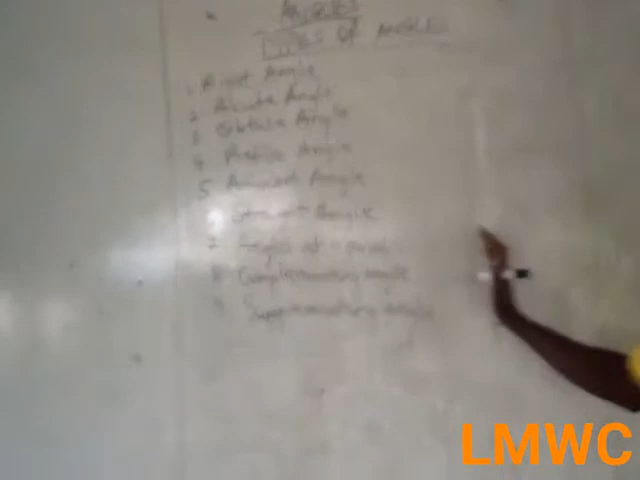 ANGLES
TYPES OF ANGLES
1 Right Angle
2 Acute Angle
3 Obtuse Angle
4 Reflex Angle
5 Angle
Angle
7 Angle at a point
8 Complementary angle
9 Supplementary angle
LMWC